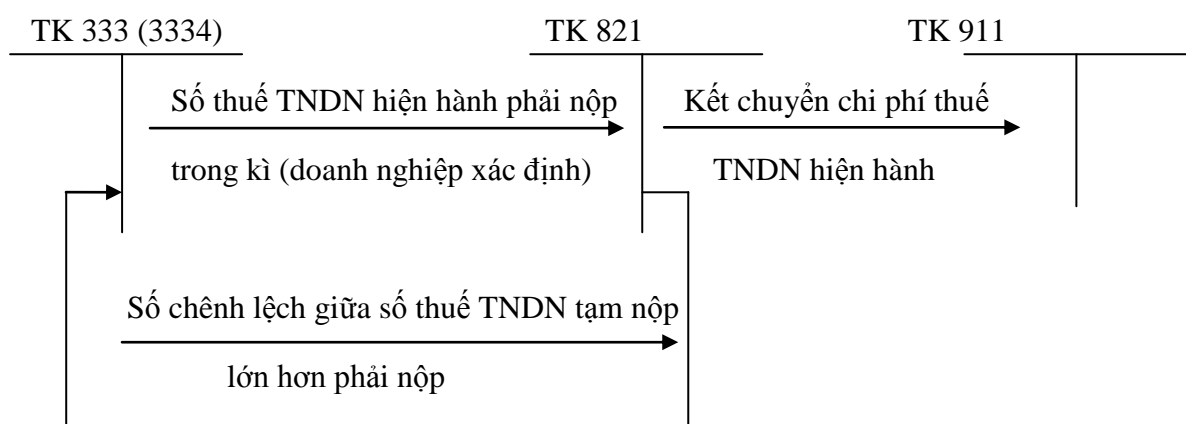 TK 333 (3334) TK 821 TK 911
Số thuế TNDN hiện hành phải nộp
trong kì (doanh nghiệp xác định)
Kết chuyển chi phí thuế
TNDN hiện hành
Số chênh lệch giữa số thuế TNDN tạm nộp
lớn hơn phải nộp